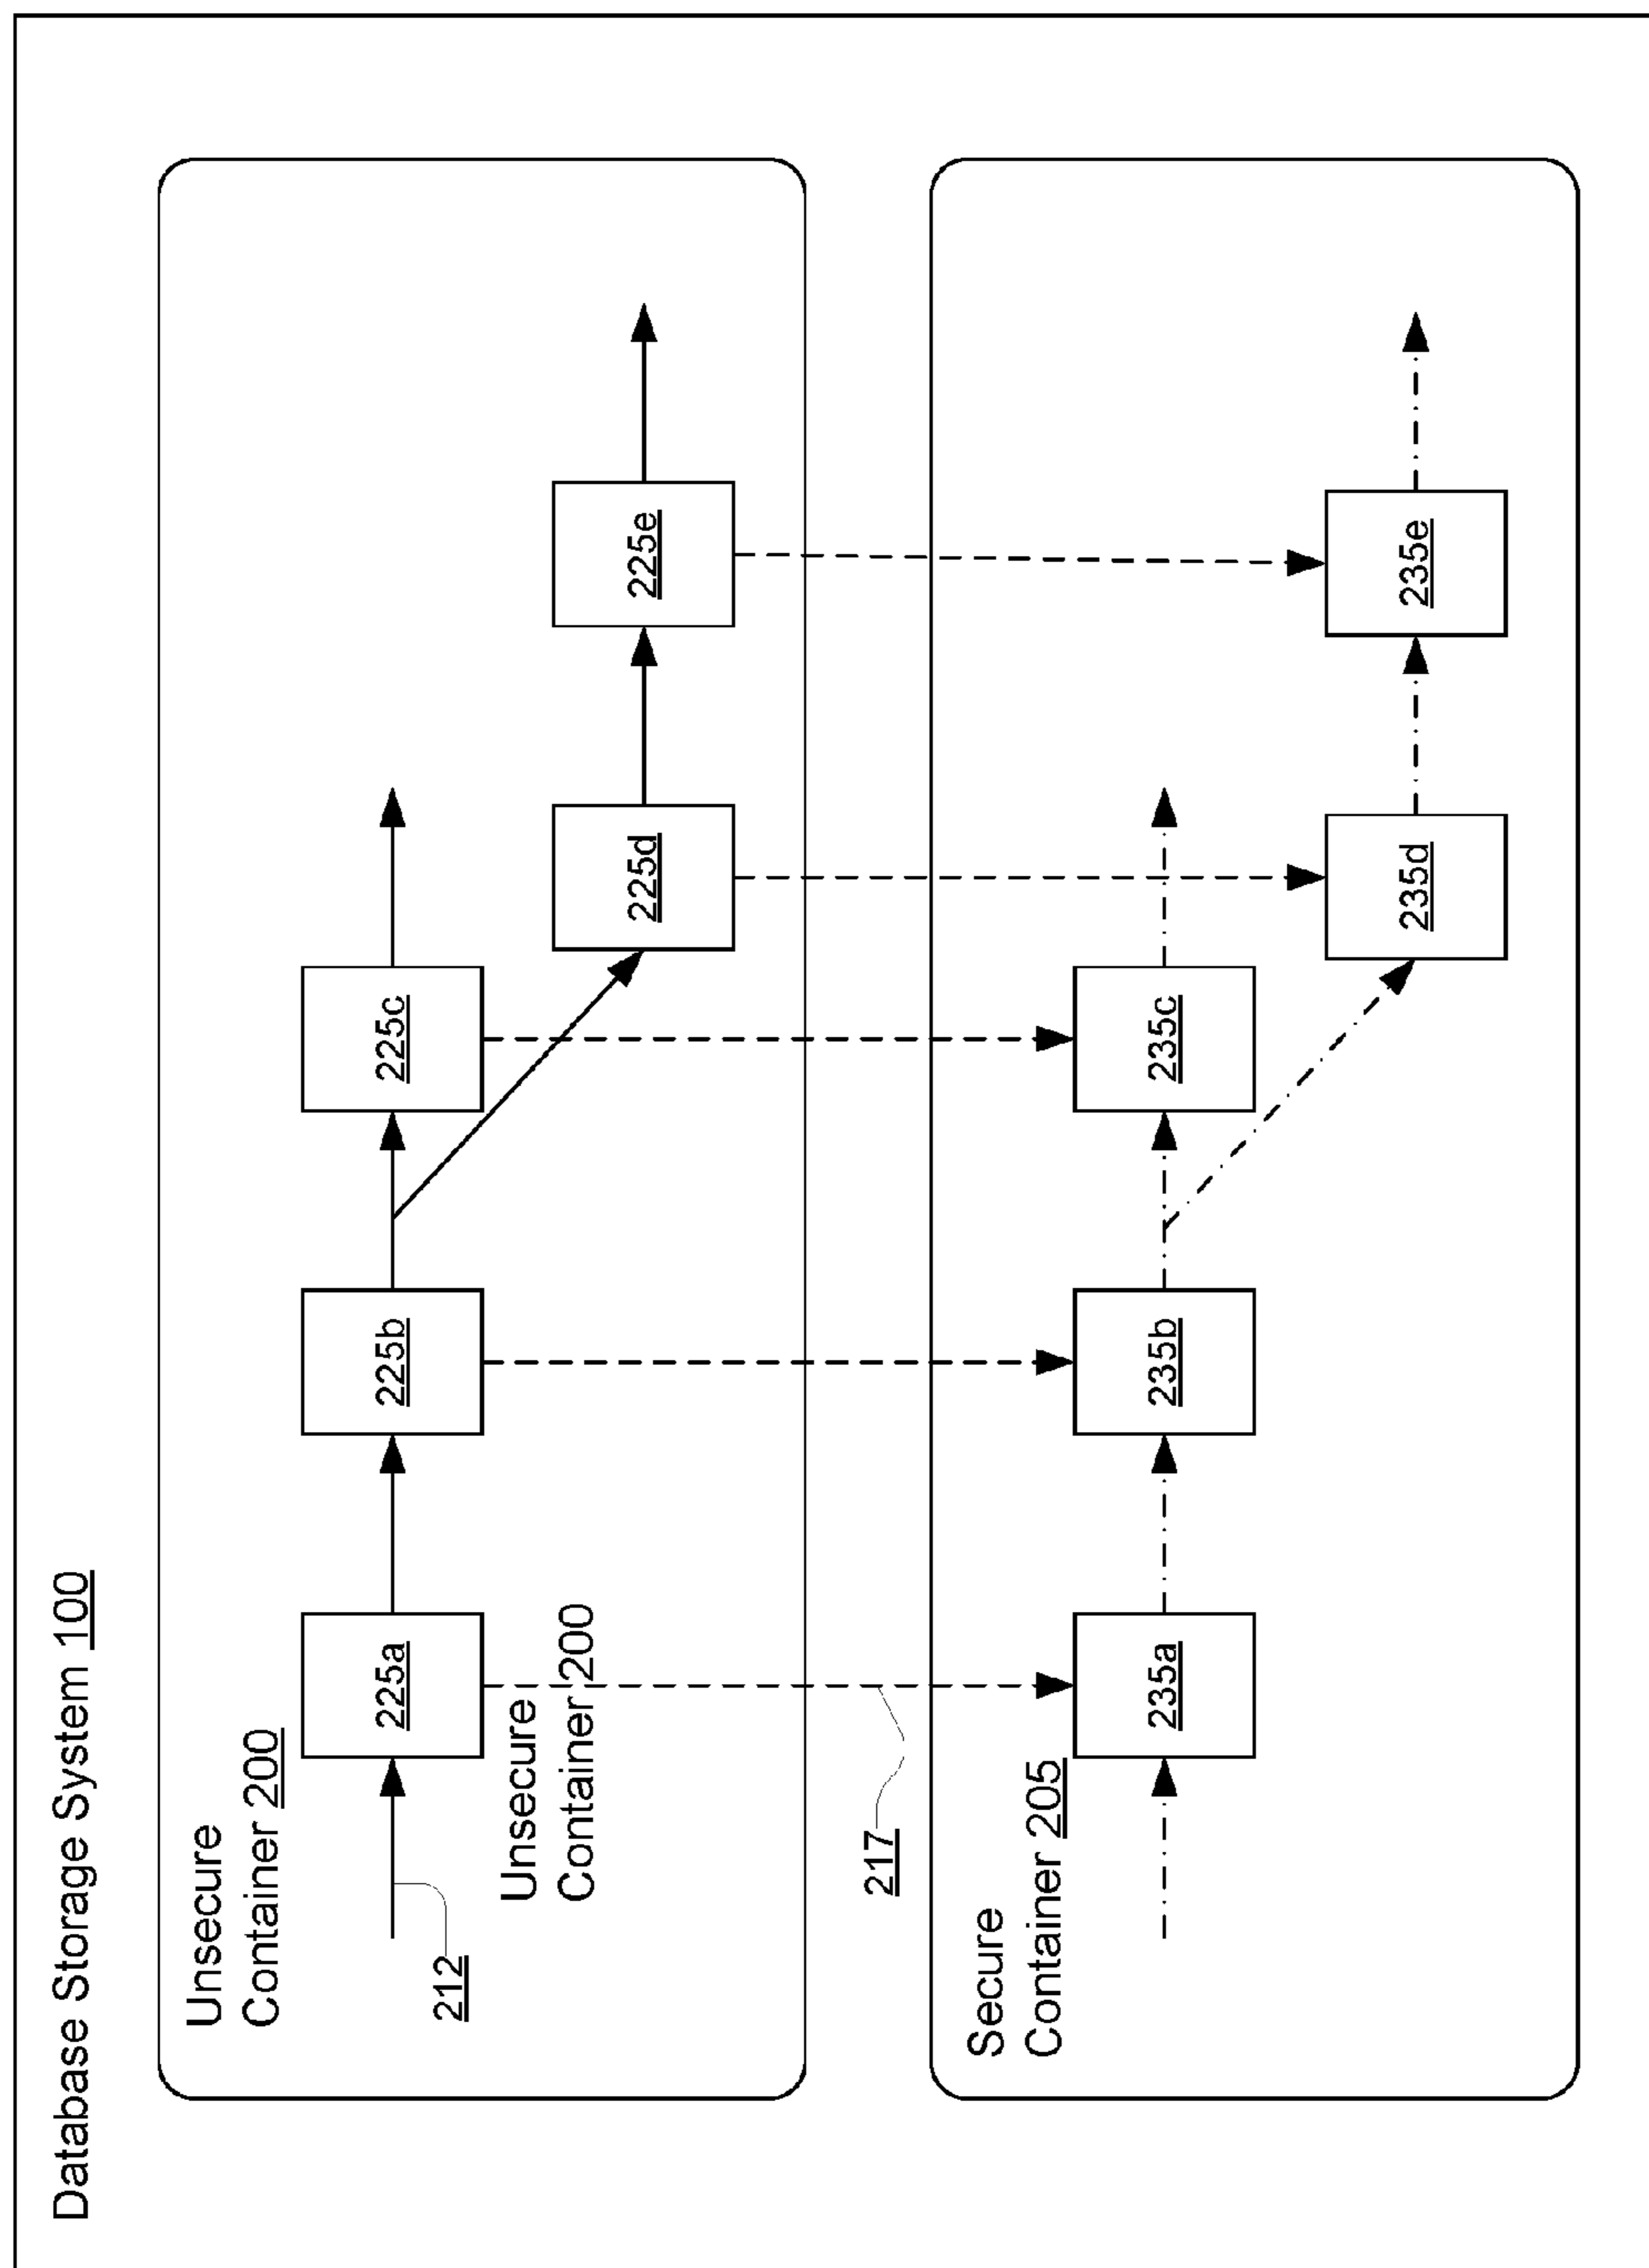 Database Storage System 100
Unsecure
Container 200
212
225a
225b
225c
225d
225e
Unsecure
Container 200
217
Secure
Container 205
235a
235b
235c
235d
235e